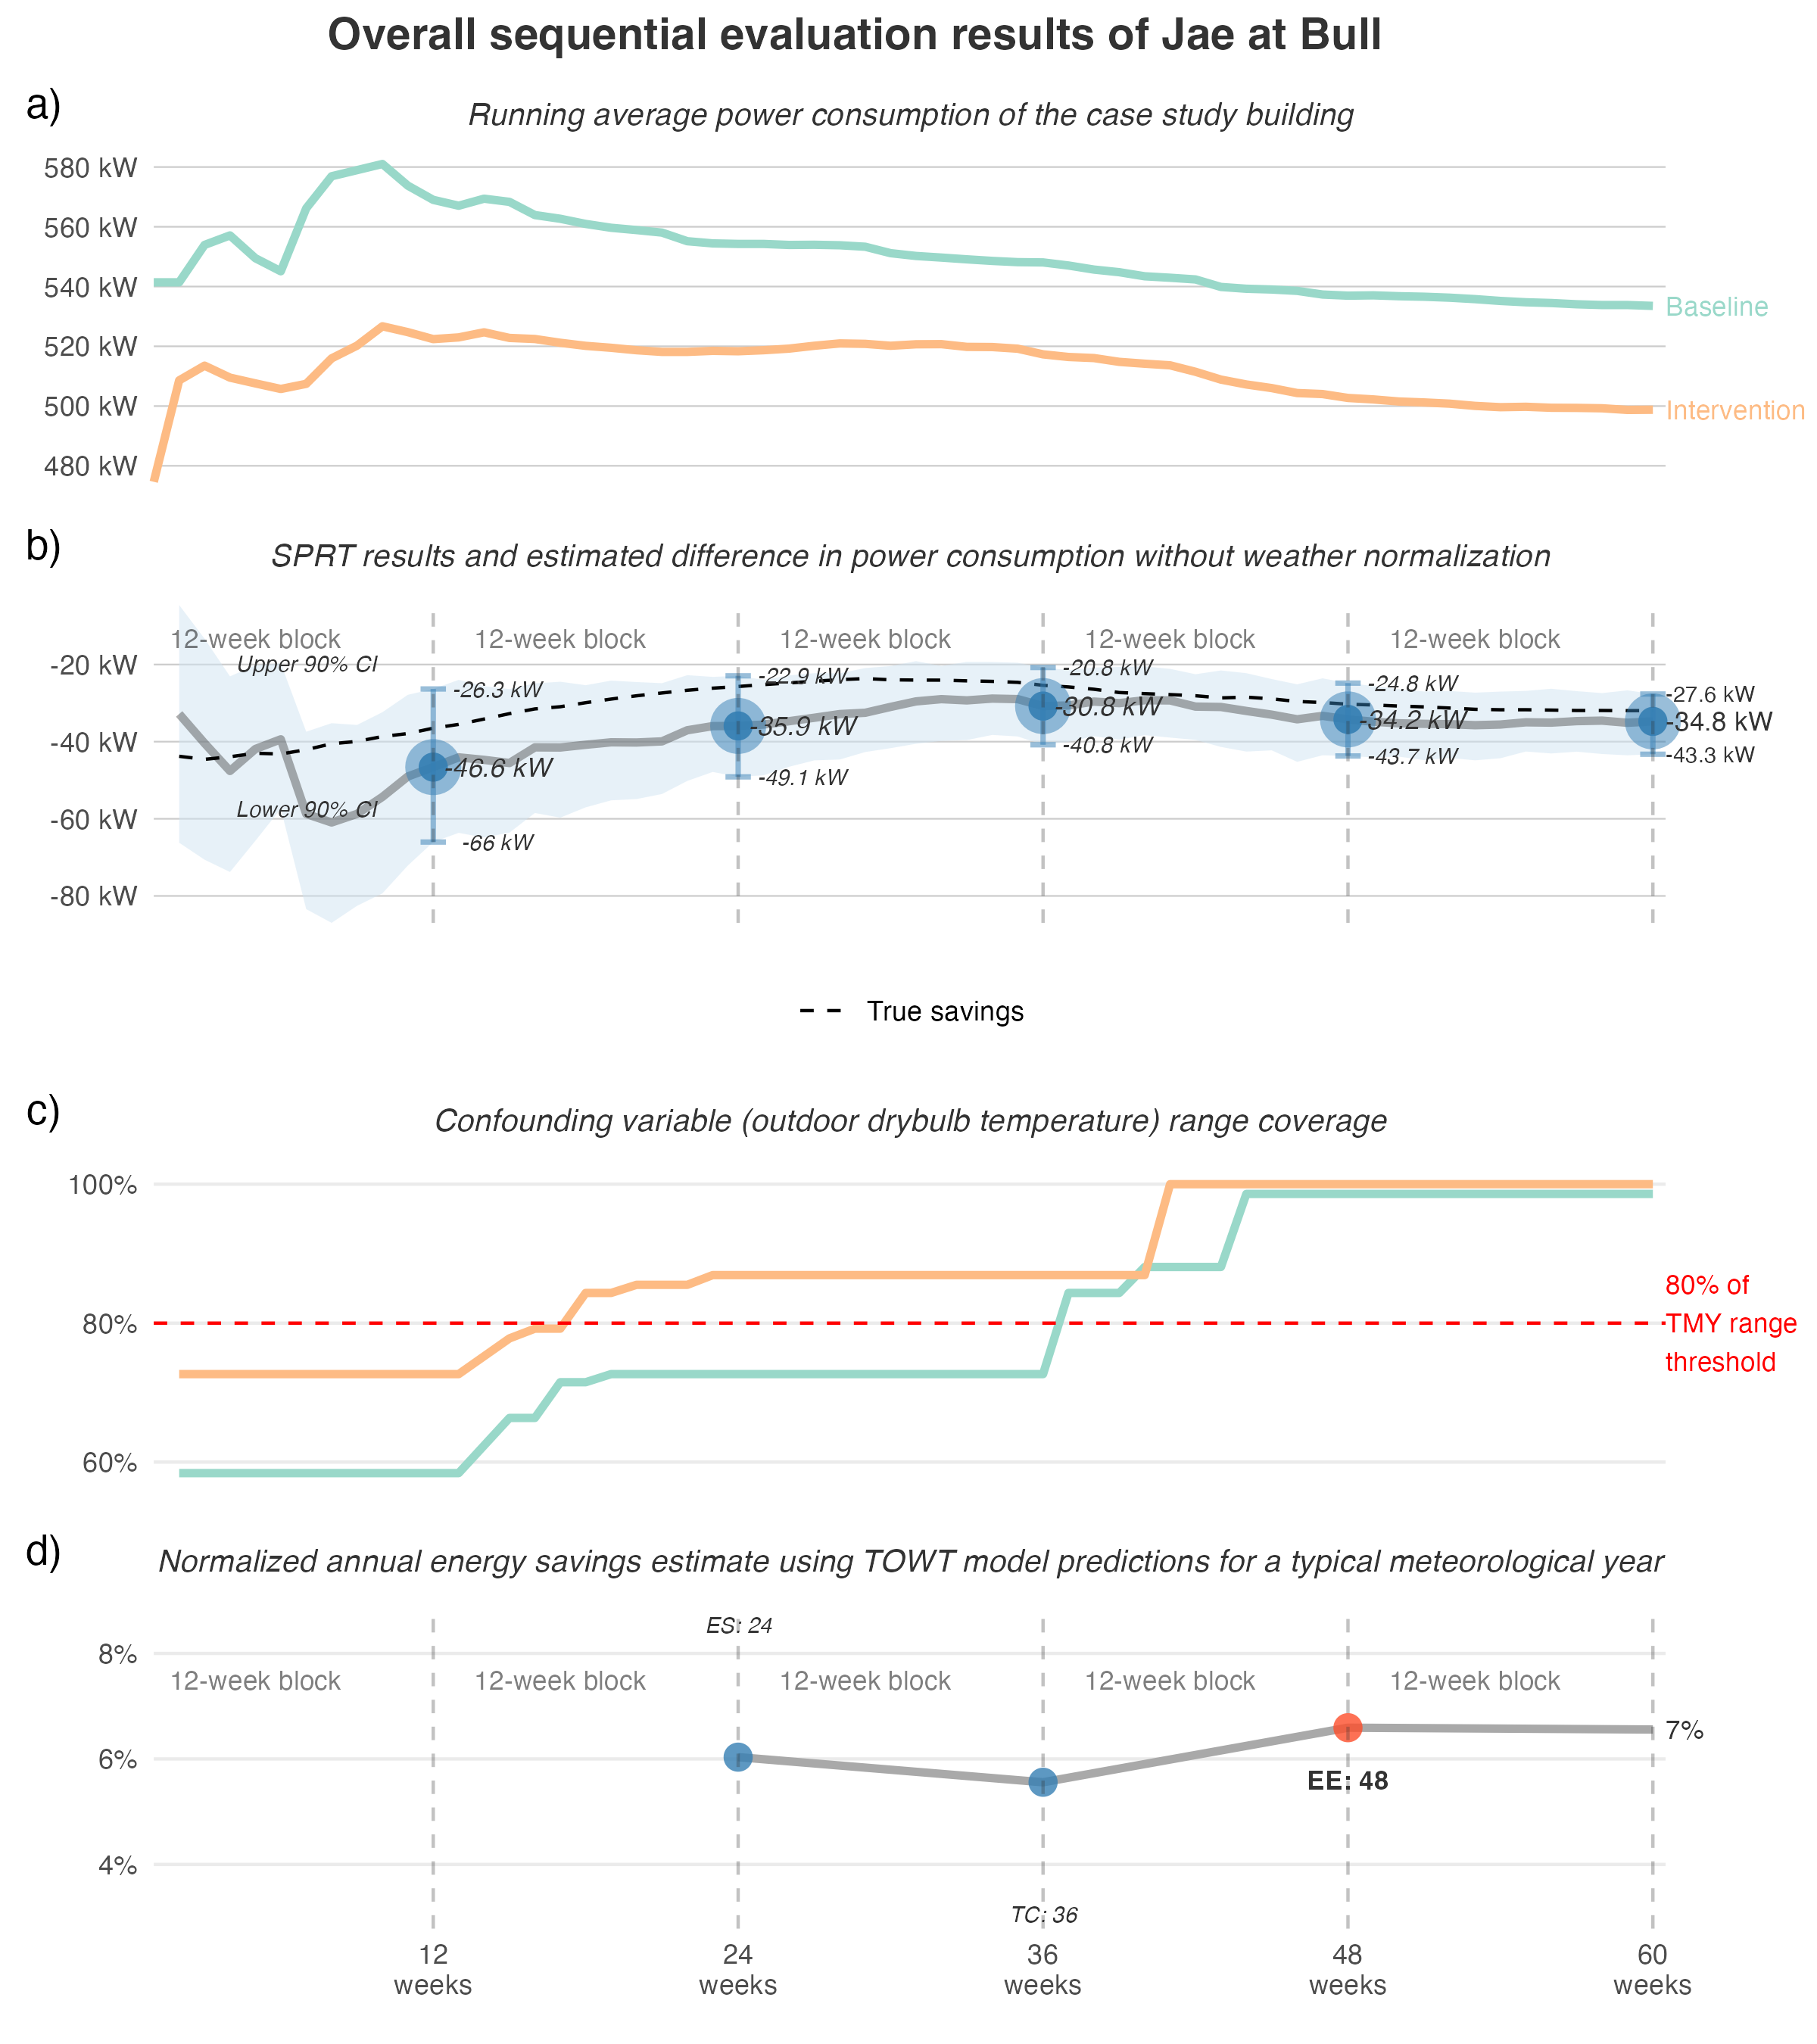 Overall sequential evaluation results of Jae at Bull
a)
Running average power consumption of the case study building
580 kW
560 kW
540 kW
520 kW
500 kW
480 kW
Baseline
Intervention
b)
SPRT results and estimated difference in power consumption without weather normalization
12-week block
12-week block
12-week block
12-week block
12-week block
-20 kW
-40 kW
-60 kW
-80 kW
Upper 90% CI
Lower 90% CI
-26.3 kW
-46.6 kW
-66 kW
-22.9 kW
-35.9 kW
-49.1 kW
-20.8 kW
-30.8 kW
-40.8 kW
-24.8 kW
-34.2 kW
-43.7 kW
-27.6 kW
-34.8 kW
-43.3 kW
True savings
c)
Confounding variable (outdoor drybulb temperature) range coverage
100%
80%
60%
80% of
TMY range
threshold
d)
Normalized annual energy savings estimate using TOWT model predictions for a typical meteorological year
ES: 24
8%
6%
4%
12-week block
12-week block
12-week block
12-week block
12-week block
7%
EE: 48
TC: 36
12
weeks
24
weeks
36
weeks
48
weeks
60
weeks